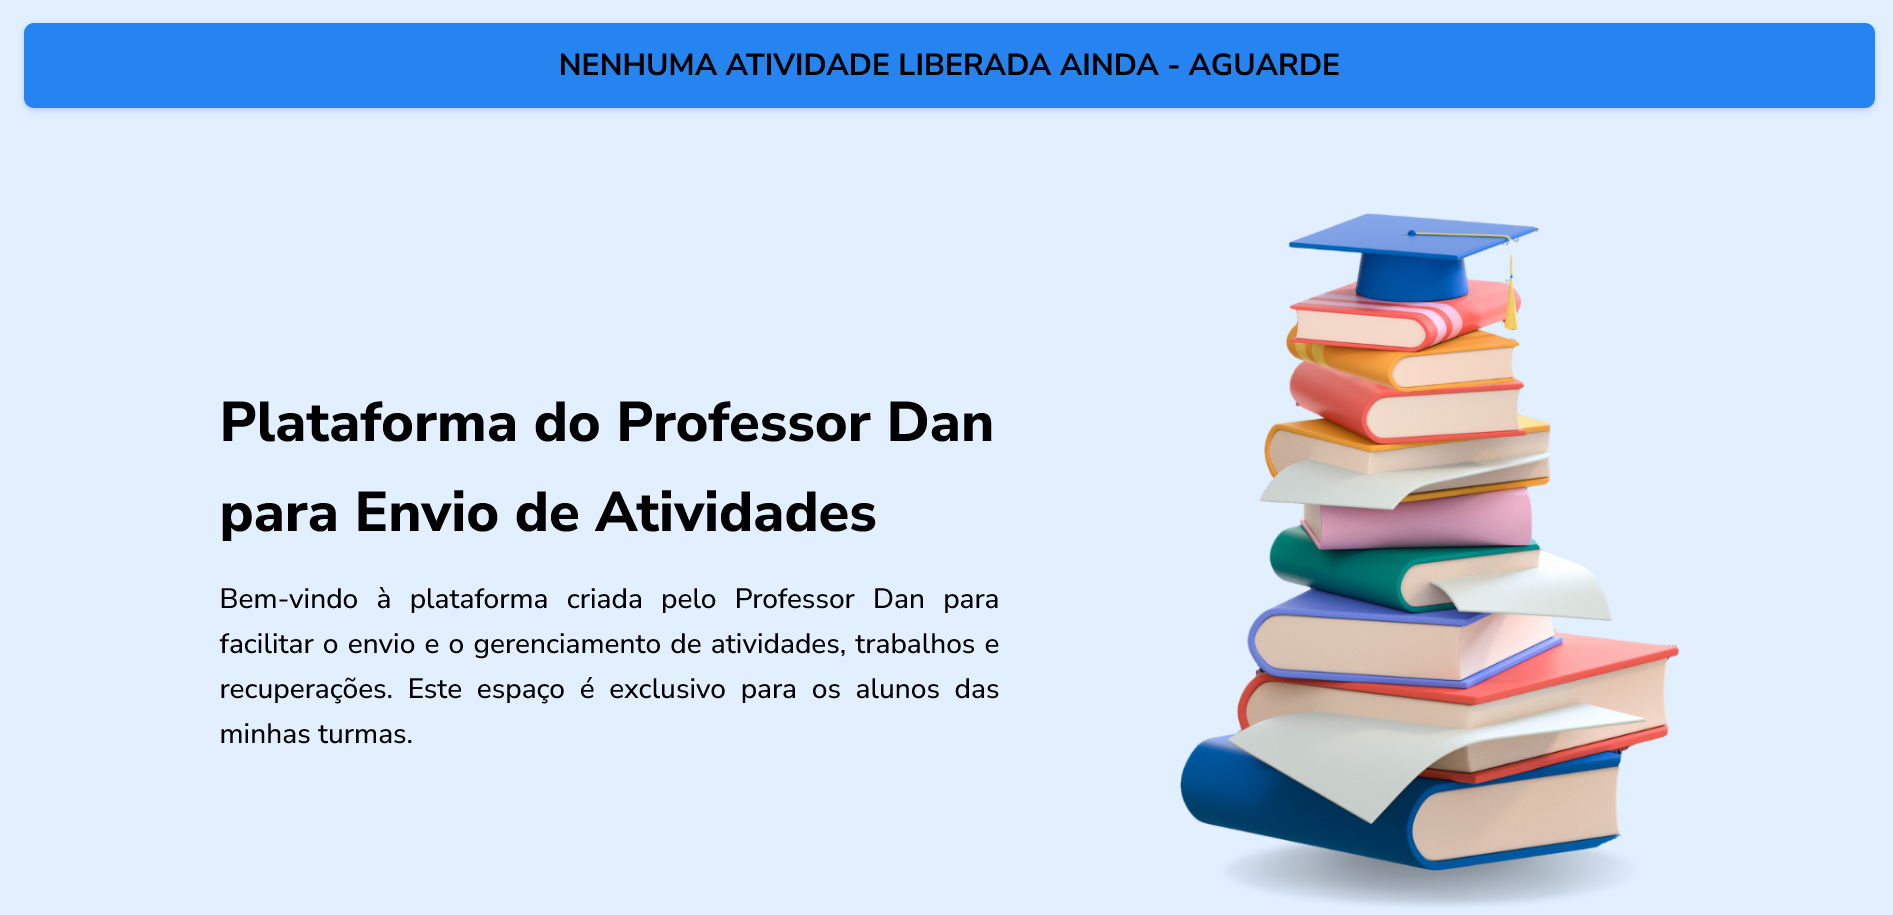 NENHUMA ATIVIDADE LIBERADA AINDA - AGUARDE
Plataforma do Professor Dan
para Envio de Atividades
Bem-vindo à plataforma criada pelo Professor Dan para
facilitar o envio e o gerenciamento de atividades, trabalhos e
recuperações. Este espaço é exclusivo para os alunos das
minhas turmas.